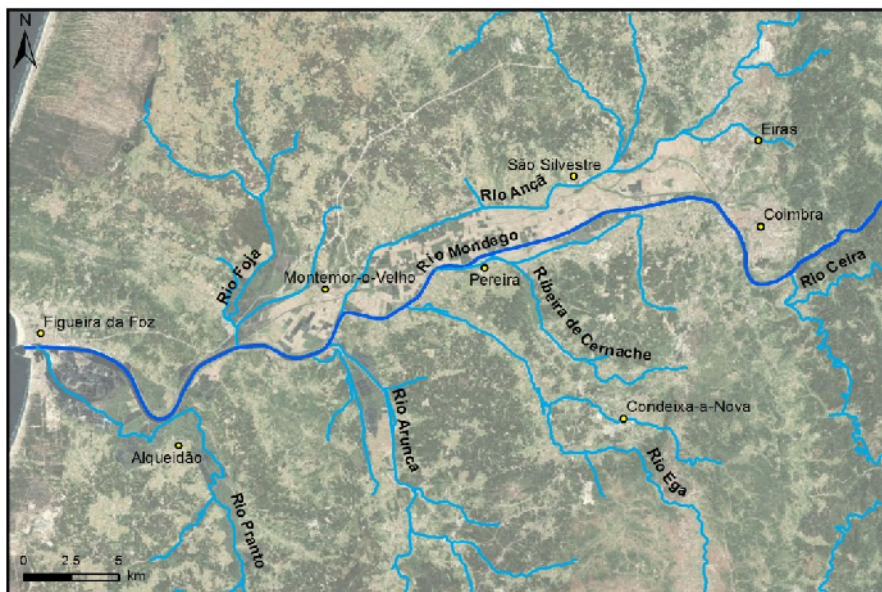 N
Eiras
São Silvestre
Rio Ançã
Coimbra
Rio Mondego
Rio Ceira
Rio Foja
Montemor-o-Velho
Pereira
Ribeira de Cernache
Figueira da Foz
Rio Arunca
Condeixa-a-Nova
Alqueidão
Rio Ega
Rio Pranto
0 2.5 5
km